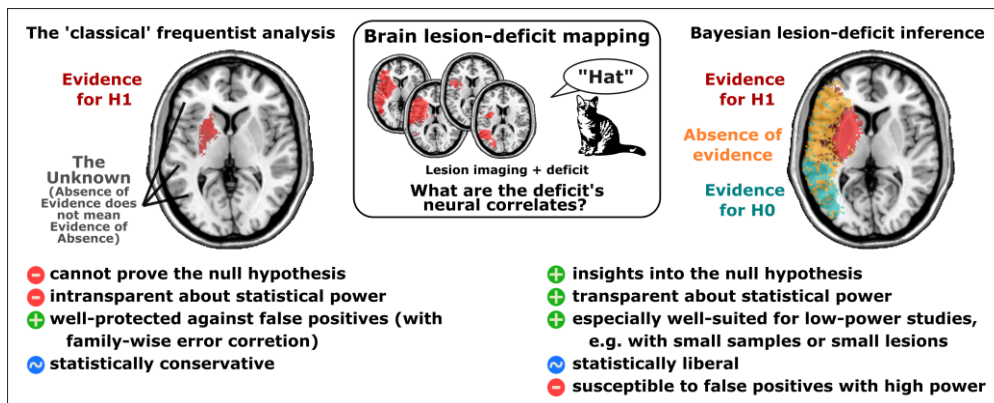 The 'classical' frequentist analysis
Evidence
for H1
The
Unknown
(Absence of
Evidence does
not mean
Evidence of
Absence)
cannot prove the null hypothesis
intransparent about statistical power
well-protected against false positives (with
family-wise error corretion)
statistically conservative
Brain lesion-deficit mapping
"Hat"
Lesion imaging + deficit
What are the deficit's
neural correlates?
Bayesian lesion-deficit inference
Evidence
for H1
Absence of
evidence
Evidence
for H0
insights into the null hypothesis
transparent about statistical power
especially well-suited for low-power studies,
e.g. with small samples or small lesions
statistically liberal
susceptible to false positives with high power